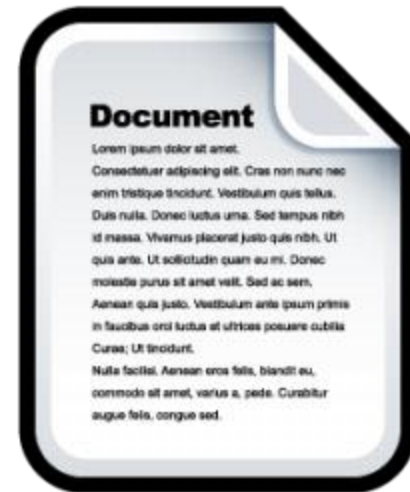 Document
Lorem ipsum dolor sit amet.
Consectetuer adipiscing elit. Cras non nunc nec
enim tristique tincidunt. Vestibulum quis tellus.
Duis nulla. Donec luctus urna. Sed tempus nibh
id massa. Vivamus placerat justo quis nibh. Ut
quis ante. Ut sollicitudin quam eu mi. Donec
molestie purus sit amet velit. Sed ac sem.
Aenean quis justo. Vestibulum ante ipsum primis
in faucibus orci luctus et ultrices posuere cubilia
Curae; Ut tincidunt.
Nulla facilisi. Aenean eros felis, blandit eu,
commodo sit amet, varius a, pede. Curabitur
augue felis, congue sed.